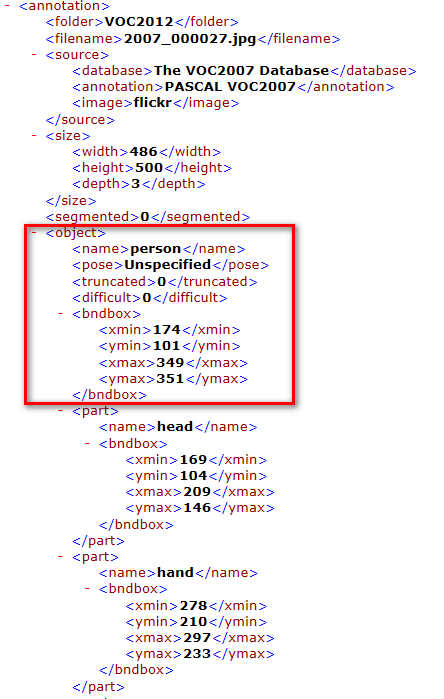 - <annotation>
<folder>VOC2012</folder>
<filename>2007_000027.jpg</filename>
- <source>
<database>The VOC2007 Database</database>
<annotation>PASCAL VOC2007</annotation>
<image>flickr</image>
</source>
- <size>
<width>486</width>
<height>500</height>
<depth>3</depth>
</size>
<segmented>0</segmented>
- <object>
<name>person</name>
<pose>Unspecified</pose>
<truncated>0</truncated>
<difficult>0</difficult>
- <bndbox>
<xmin>174</xmin>
<ymin>101</ymin>
<xmax>349</xmax>
<ymax>351</ymax>
</bndbox>
- <part>
<name>head</name>
- <bndbox>
<xmin>169</xmin>
<ymin>104</ymin>
<xmax>209</xmax>
<ymax>146</ymax>
</bndbox>
</part>
- <part>
<name>hand</name>
- <bndbox>
<xmin>278</xmin>
<ymin>210</ymin>
<xmax>297</xmax>
<ymax>233</ymax>
</bndbox>
</part>